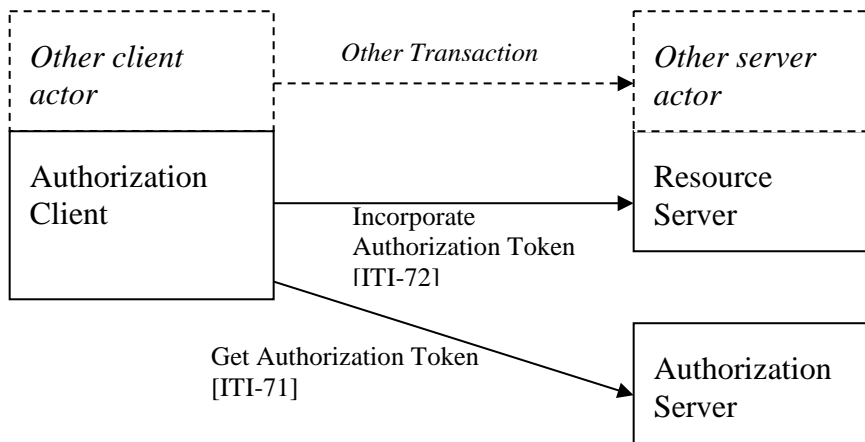 Other client
actor
Other Transaction
Other server
actor
Authorization
Client
Resource
Server
Incorporate
Authorization Token
[ITI-72]
Get Authorization Token
[ITI-71]
Authorization
Server